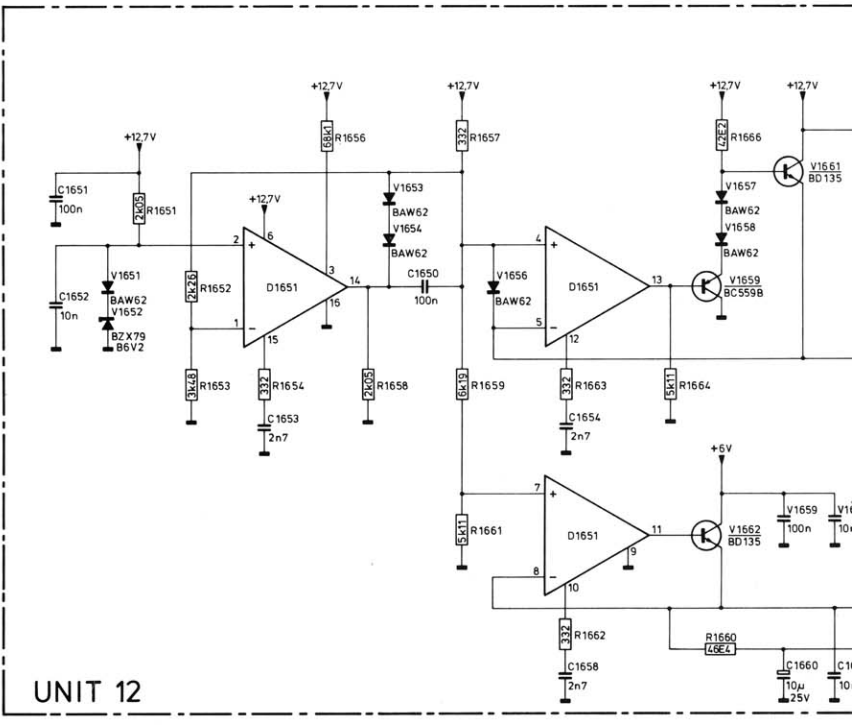 +12,7V
+12,7V
+12,7V
+12,7V
+12,7V
68k1
R1656
332
R1657
42E2
R1666
V1661
BD135
C1651
100n
2k05
R1651
V1653
BAW62
V1654
BAW62
V1657
BAW62
V1658
BAW62
+12,7V
6
2
+
3
14
D1651
16
1
−
15
C1650
100n
V1656
BAW62
4
+
13
D1651
5
−
12
V1659
BC559B
C1652
10n
V1651
BAW62
V1652
BZX79
B6V2
2k26
R1652
3k48
R1653
332
R1654
C1653
2n7
2k05
R1658
6k19
R1659
332
R1663
C1654
2n7
5k11
R1664
+6V
7
+
11
D1651
9
8
−
10
5k11
R1661
V1662
BD135
V1659
100n
332
R1662
C1658
2n7
R1660
46E4
C1660
10µ
25V
UNIT 12